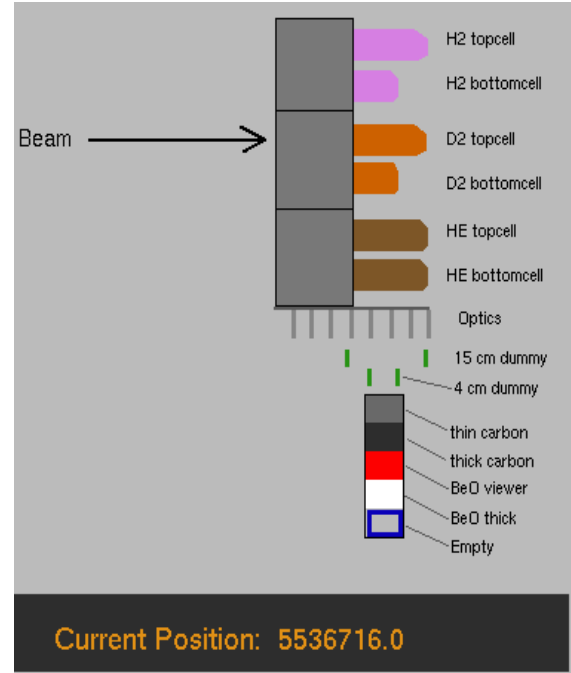 H2 topcell
H2 bottomcell
Beam
D2 topcell
D2 bottomcell
HE topcell
HE bottomcell
Optics
15 cm dummy
4 cm dummy
thin carbon
thick carbon
BeO viewer
BeO thick
Empty
Current Position: 5536716.0